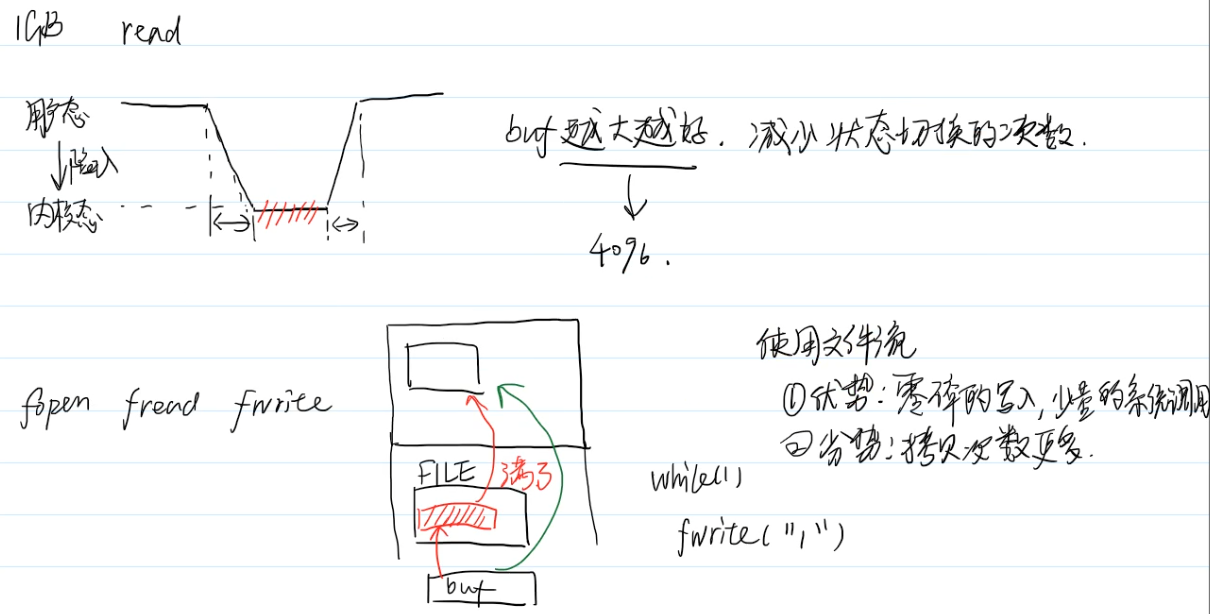 1GB read
用户态
↓陷入
内核态
buf越大越好. 减少状态切换的次数.
4096.
使用文件流
①优势:零碎的写入,少量的系统调用
②劣势:拷贝次数更多.
fopen fread fwrite
FILE
满了
buf
while(1)
fwrite("1")